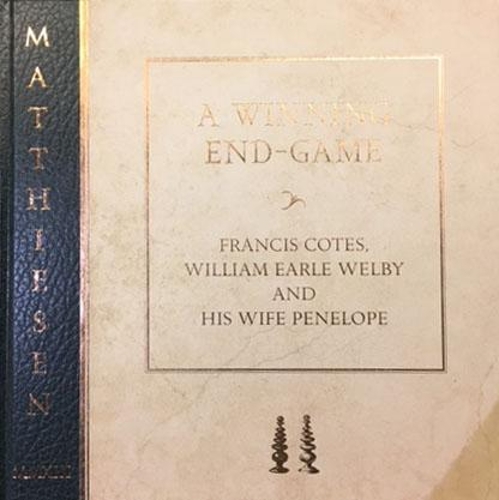 MATTHIESEN
A WINNING
END-GAME
FRANCIS COTES,
WILLIAM EARLE WELBY
AND
HIS WIFE PENELOPE